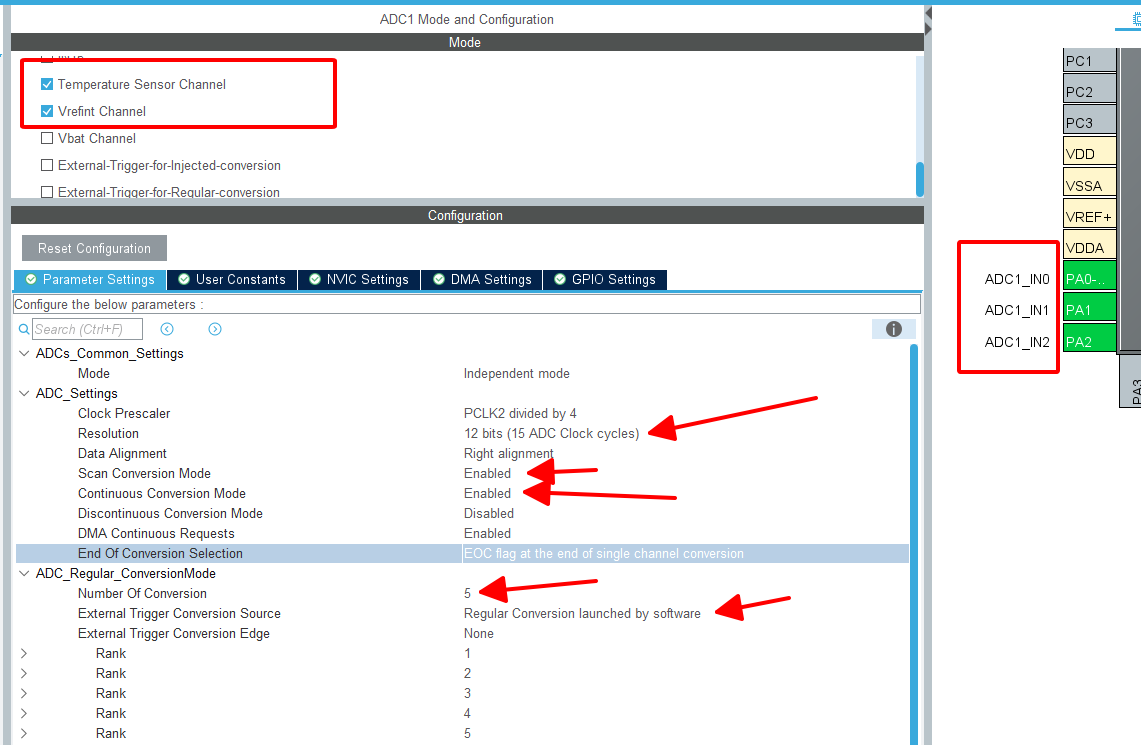 ADC1 Mode and Configuration
Mode
Temperature Sensor Channel
Vrefint Channel
Vbat Channel
External-Trigger-for-Injected-conversion
External-Trigger-for-Regular-conversion
Configuration
Reset Configuration
Parameter Settings
User Constants
NVIC Settings
DMA Settings
GPIO Settings
Configure the below parameters :
Search (Ctrl+F)
ADCs_Common_Settings
Mode Independent mode
ADC_Settings
Clock Prescaler PCLK2 divided by 4
Resolution 12 bits (15 ADC Clock cycles)
Data Alignment Right alignment
Scan Conversion Mode Enabled
Continuous Conversion Mode Enabled
Discontinuous Conversion Mode Disabled
DMA Continuous Requests Enabled
End Of Conversion Selection EOC flag at the end of single channel conversion
ADC_Regular_ConversionMode
Number Of Conversion 5
External Trigger Conversion Source Regular Conversion launched by software
External Trigger Conversion Edge None
Rank 1
Rank 2
Rank 3
Rank 4
Rank 5
PC1
PC2
PC3
VDD
VSSA
VREF+
VDDA
ADC1_IN0 PA0-..
ADC1_IN1 PA1
ADC1_IN2 PA2
PA3